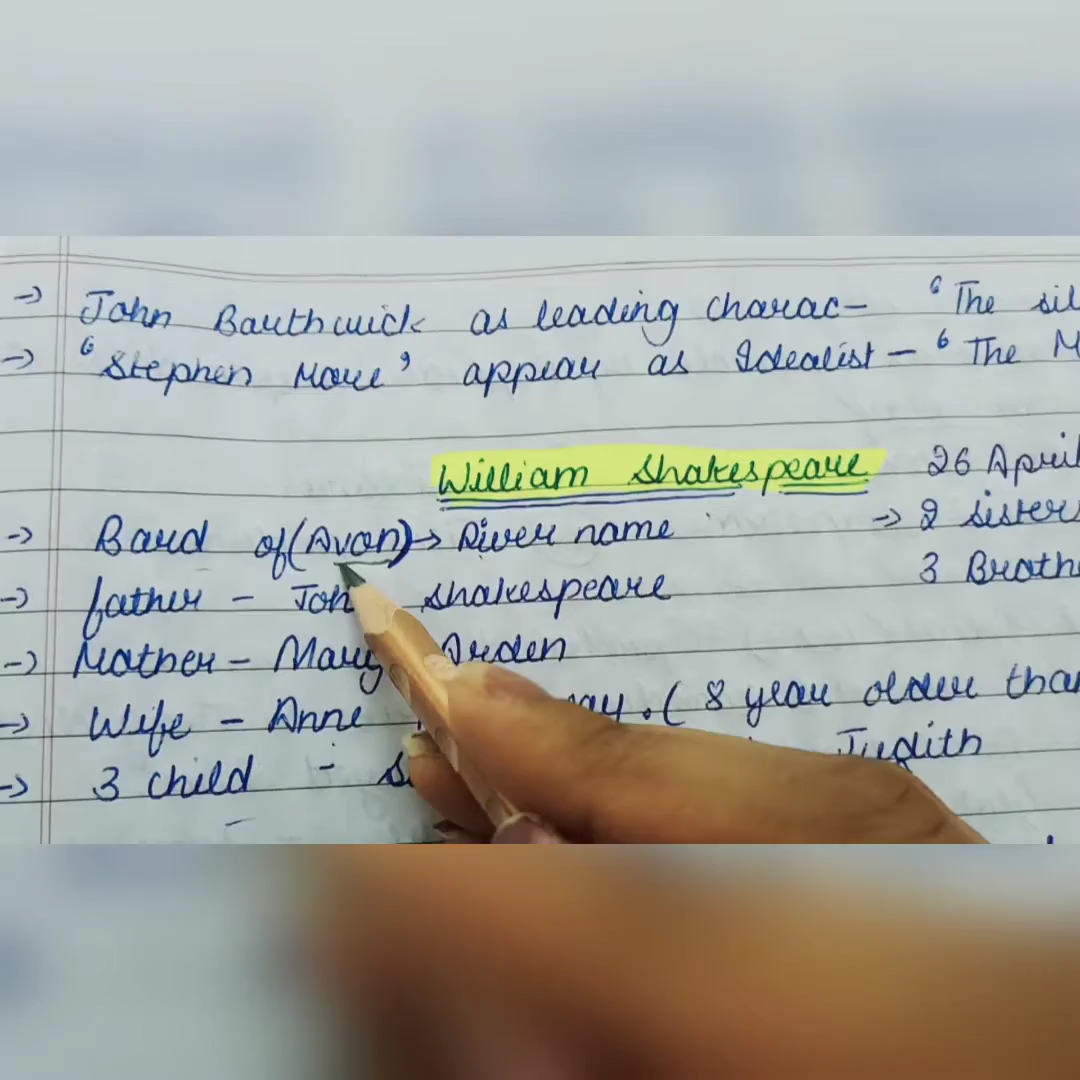 → John Barthwick as leading charac- ‘The sil
→ ‘Stephen More’ appear as Idealist - ‘The M
William Shakespeare 26 April
→ Bard of (Avon) → River name → 2 sisters
→ father - John Shakespeare 3 Broth
→ Mother - Mary Arden
→ Wife - Anne (8 year older than
→ 3 child - Judith